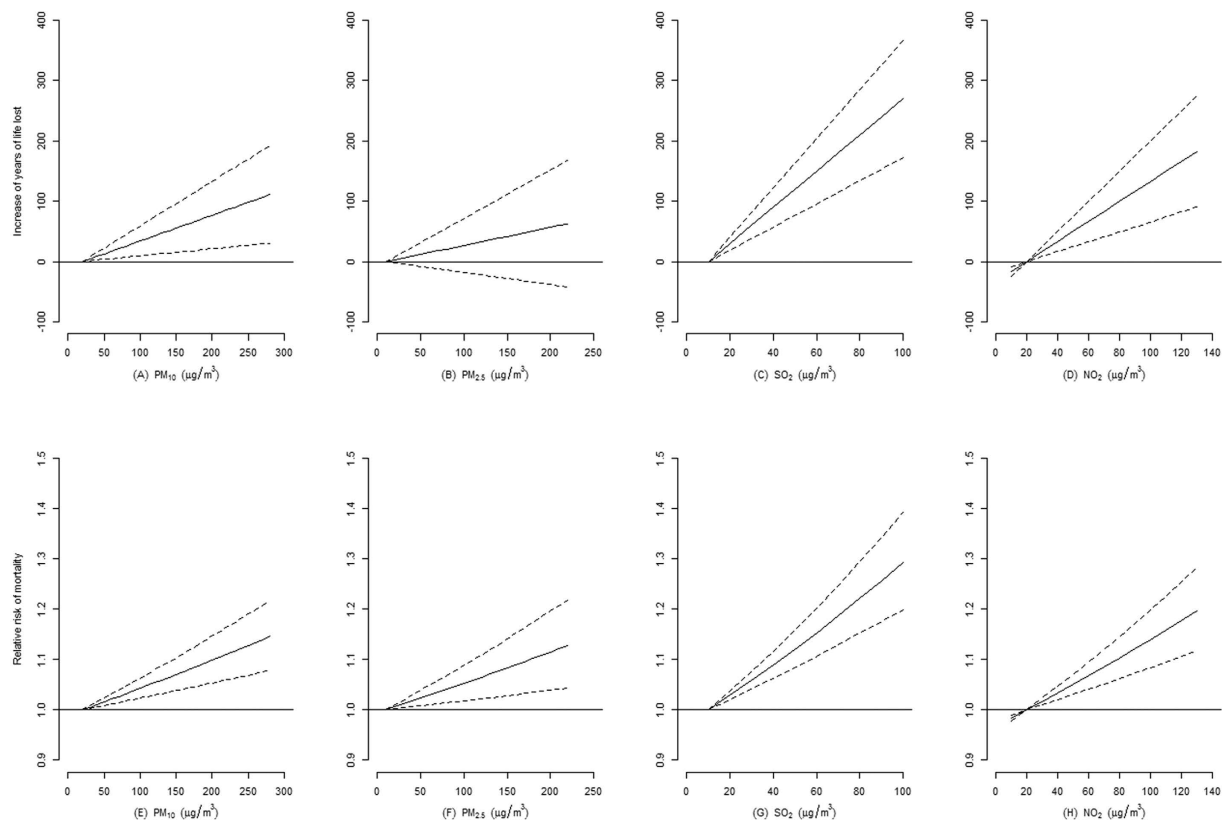 Increase of years of life lost
400
300
200
100
0
-100
0 50 100 150 200 250 300
(A) PM10 (μg/m3)
400
300
200
100
0
-100
0 50 100 150 200 250
(B) PM2.5 (μg/m3)
400
300
200
100
0
-100
0 20 40 60 80 100
(C) SO2 (μg/m3)
400
300
200
100
0
-100
0 20 40 60 80 100 120 140
(D) NO2 (μg/m3)
Relative risk of mortality
1.5
1.4
1.3
1.2
1.1
1.0
0.9
0 50 100 150 200 250 300
(E) PM10 (μg/m3)
1.5
1.4
1.3
1.2
1.1
1.0
0.9
0 50 100 150 200 250
(F) PM2.5 (μg/m3)
1.5
1.4
1.3
1.2
1.1
1.0
0.9
0 20 40 60 80 100
(G) SO2 (μg/m3)
1.5
1.4
1.3
1.2
1.1
1.0
0.9
0 20 40 60 80 100 120 140
(H) NO2 (μg/m3)